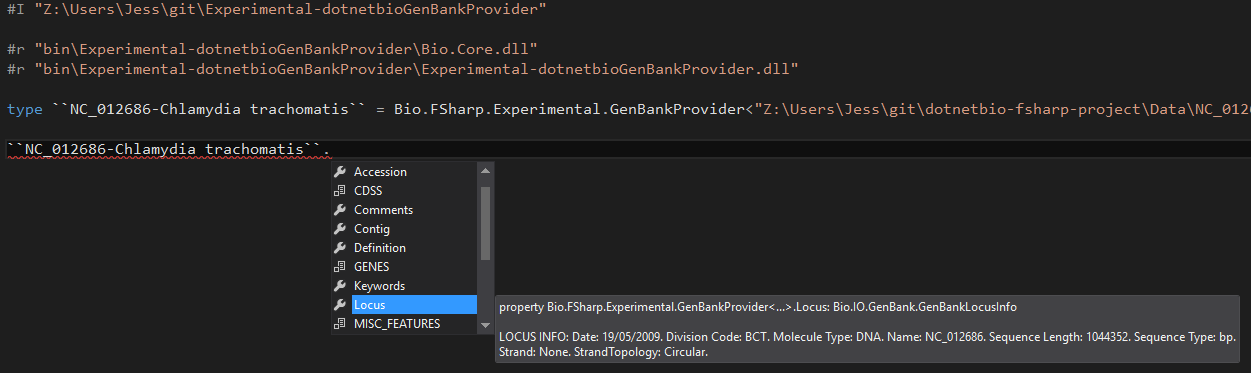 #I "Z:\Users\Jess\git\Experimental-dotnetbioGenBankProvider"
#r "bin\Experimental-dotnetbioGenBankProvider\Bio.Core.dll"
#r "bin\Experimental-dotnetbioGenBankProvider\Experimental-dotnetbioGenBankProvider.dll"
type ``NC_012686-Chlamydia trachomatis`` = Bio.FSharp.Experimental.GenBankProvider<"Z:\Users\Jess\git\dotnetbio-fsharp-project\Data\NC_012
``NC_012686-Chlamydia trachomatis``.
Accession
CDSS
Comments
Contig
Definition
GENES
Keywords
Locus
MISC_FEATURES
property Bio.FSharp.Experimental.GenBankProvider<...>.Locus: Bio.IO.GenBank.GenBankLocusInfo
LOCUS INFO: Date: 19/05/2009. Division Code: BCT. Molecule Type: DNA. Name: NC_012686. Sequence Length: 1044352. Sequence Type: bp.
Strand: None. StrandTopology: Circular.